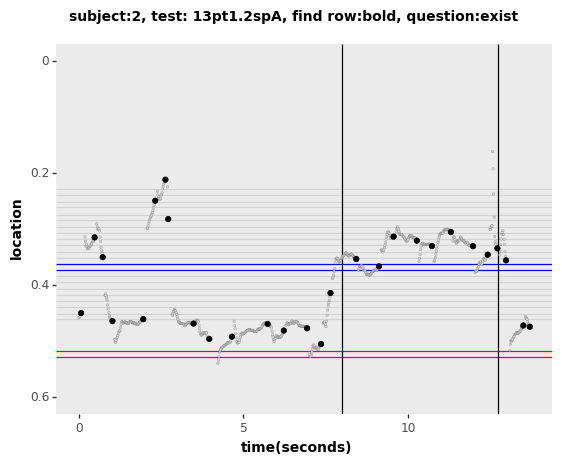 subject:2, test: 13pt1.2spA, find row:bold, question:exist
0
0.2
0.4
0.6
location
0
5
10
time(seconds)